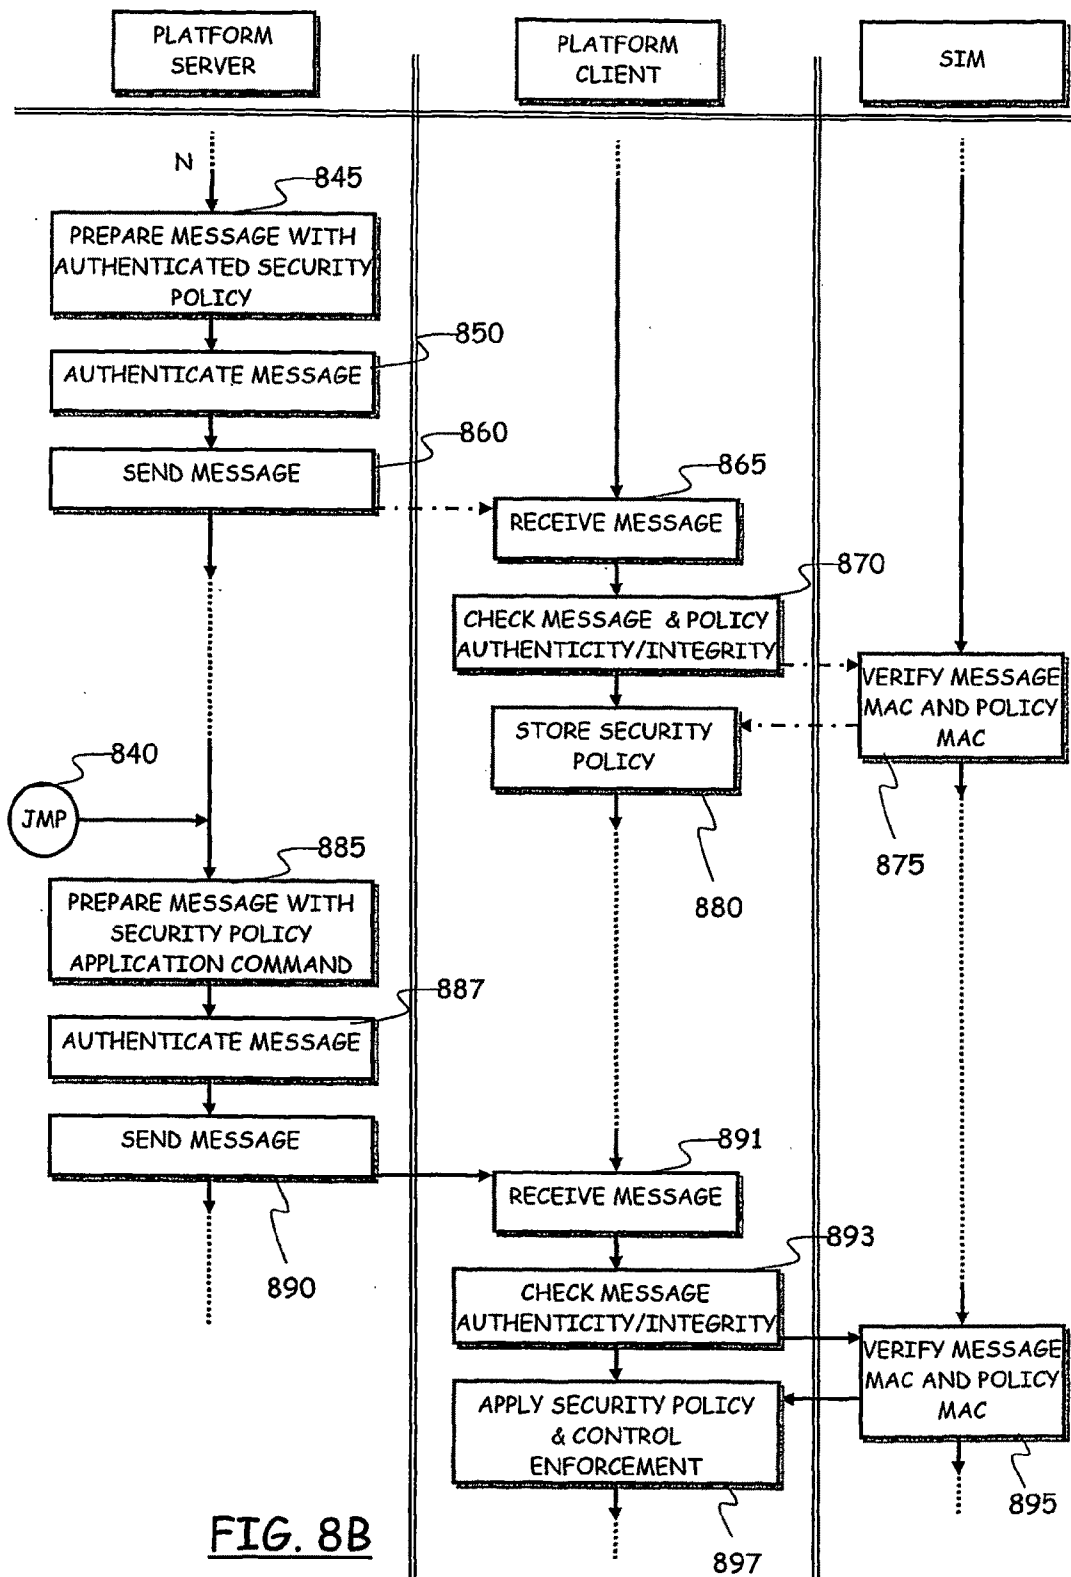 PLATFORM
SERVER
PLATFORM
CLIENT
SIM
N
845
PREPARE MESSAGE WITH
AUTHENTICATED SECURITY
POLICY
850
AUTHENTICATE MESSAGE
860
SEND MESSAGE
865
RECEIVE MESSAGE
870
CHECK MESSAGE & POLICY
AUTHENTICITY/INTEGRITY
VERIFY MESSAGE
MAC AND POLICY
MAC
875
STORE SECURITY
POLICY
880
840
JMP
885
PREPARE MESSAGE WITH
SECURITY POLICY
APPLICATION COMMAND
887
AUTHENTICATE MESSAGE
SEND MESSAGE
890
891
RECEIVE MESSAGE
893
CHECK MESSAGE
AUTHENTICITY/INTEGRITY
VERIFY MESSAGE
MAC AND POLICY
MAC
895
APPLY SECURITY POLICY
& CONTROL
ENFORCEMENT
897
FIG. 8B